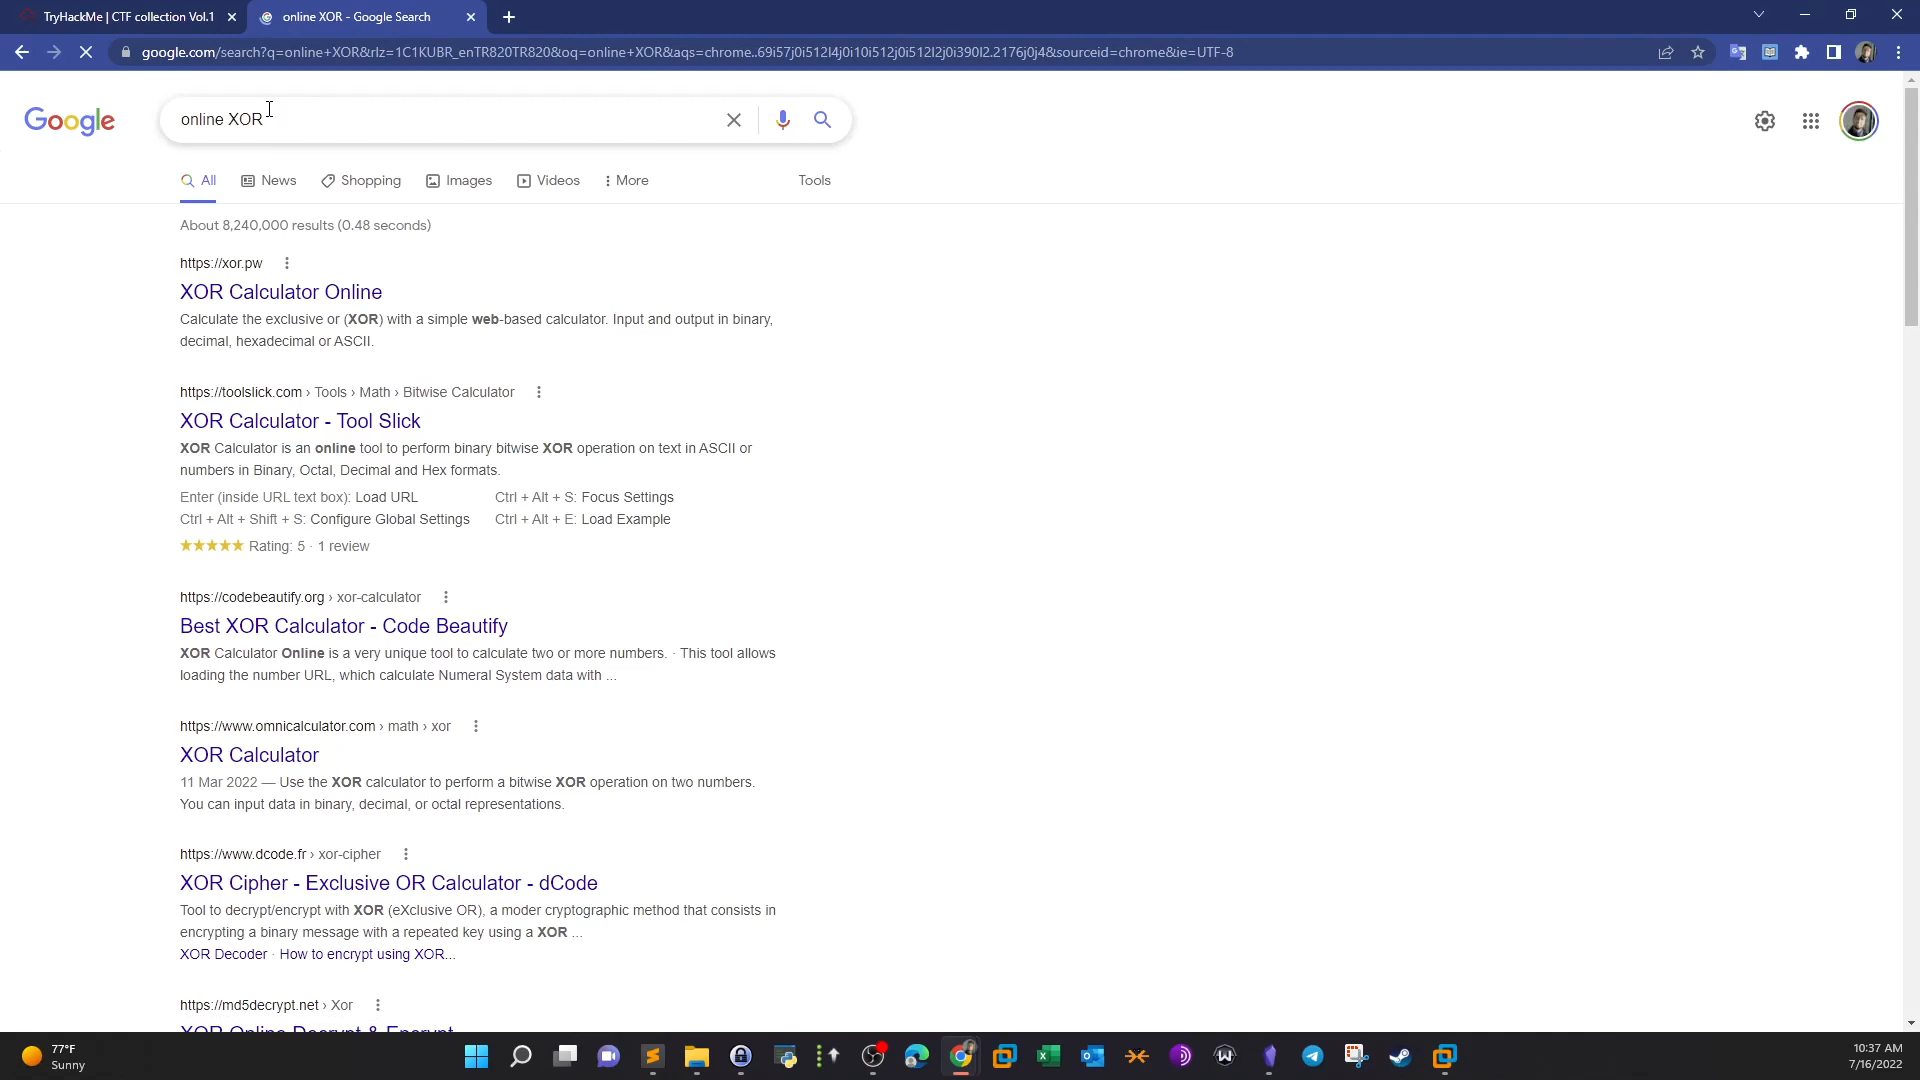 TryHackMe | CTF collection Vol.1
online XOR - Google Search
google.com/search?q=online+XOR&rlz=1C1KUBR_enTR820TR820&oq=online+XOR&aqs=chrome..69i57j0i512l4j0i10i512j0i512l2j0i390l2.2176j0j4&sourceid=chrome&ie=UTF-8
Google
online XOR
All
News
Shopping
Images
Videos
More
Tools
About 8,240,000 results (0.48 seconds)
https://xor.pw
XOR Calculator Online
Calculate the exclusive or (XOR) with a simple web-based calculator. Input and output in binary,
decimal, hexadecimal or ASCII.
https://toolslick.com › Tools › Math › Bitwise Calculator
XOR Calculator - Tool Slick
XOR Calculator is an online tool to perform binary bitwise XOR operation on text in ASCII or
numbers in Binary, Octal, Decimal and Hex formats.
Enter (inside URL text box): Load URL
Ctrl + Alt + S: Focus Settings
Ctrl + Alt + Shift + S: Configure Global Settings
Ctrl + Alt + E: Load Example
Rating: 5 · 1 review
https://codebeautify.org › xor-calculator
Best XOR Calculator - Code Beautify
XOR Calculator Online is a very unique tool to calculate two or more numbers. · This tool allows
loading the number URL, which calculate Numeral System data with ...
https://www.omnicalculator.com › math › xor
XOR Calculator
11 Mar 2022 — Use the XOR calculator to perform a bitwise XOR operation on two numbers.
You can input data in binary, decimal, or octal representations.
https://www.dcode.fr › xor-cipher
XOR Cipher - Exclusive OR Calculator - dCode
Tool to decrypt/encrypt with XOR (eXclusive OR), a moder cryptographic method that consists in
encrypting a binary message with a repeated key using a XOR ...
XOR Decoder · How to encrypt using XOR...
https://md5decrypt.net › Xor
XOR Online Decrypt & Encrypt
77°F
Sunny
10:37 AM
7/16/2022